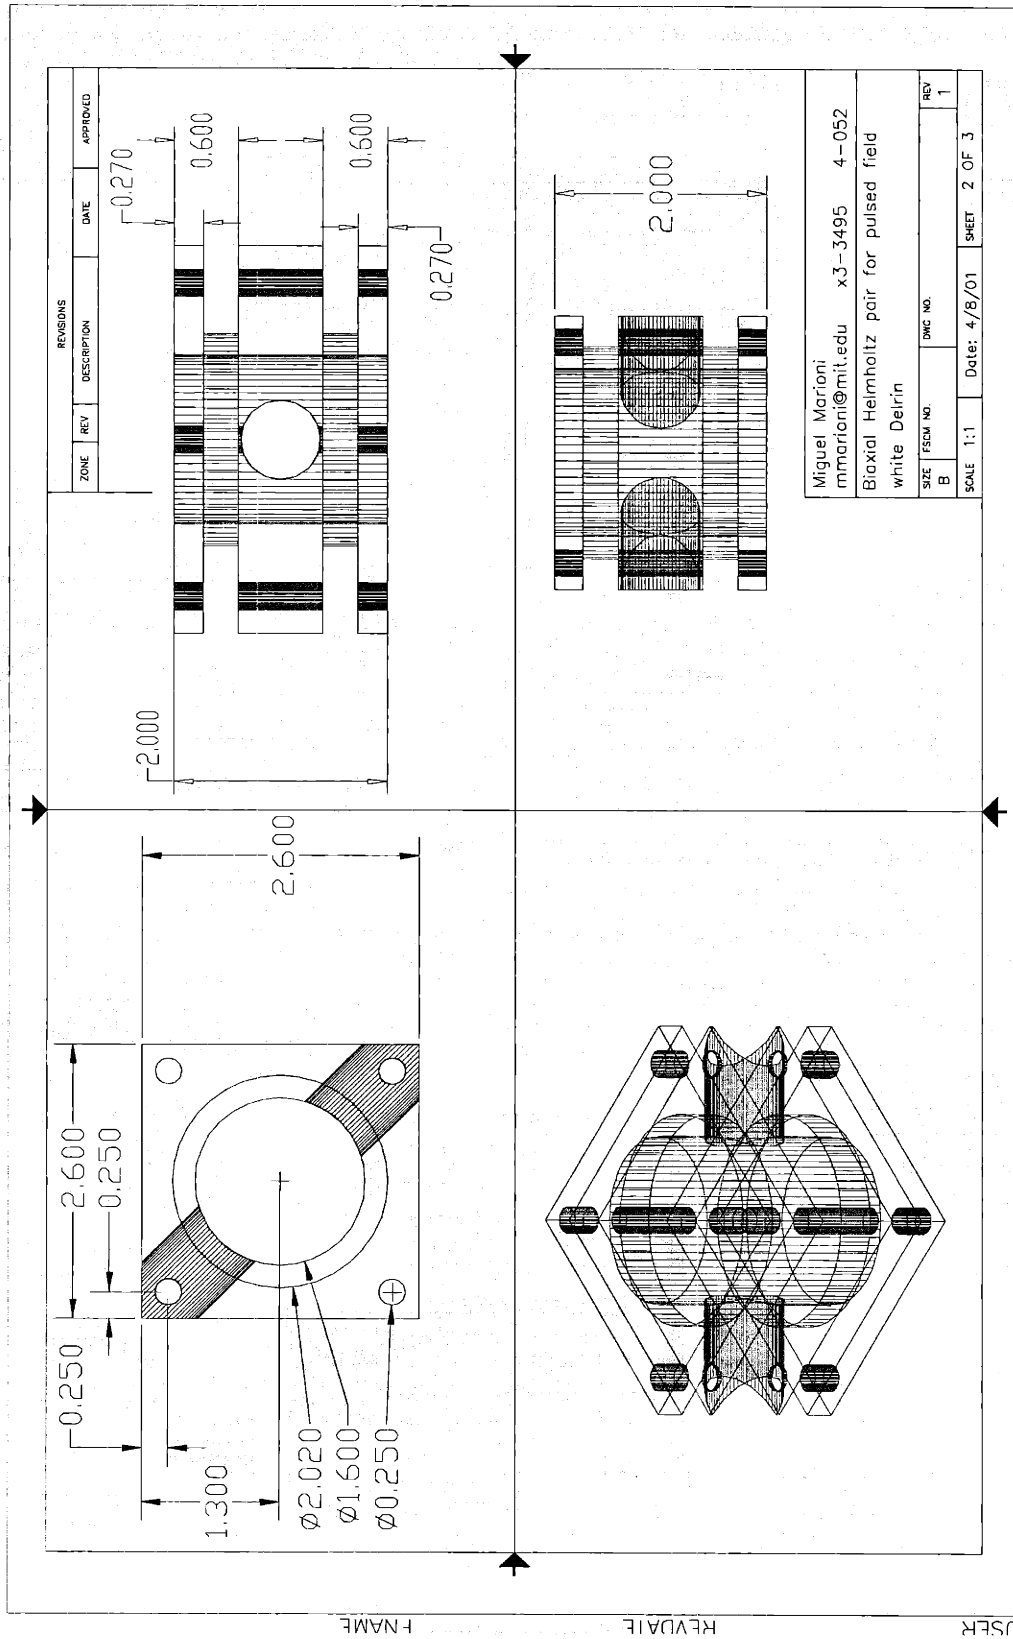 REVISIONS
ZONE REV DESCRIPTION DATE APPROVED
2.600
0.250
0.250
1.300
Ø2.020
Ø1.600
Ø0.250
2.600
2.000
0.270
0.600
0.600
0.270
2.000
Miguel Marioni
mmarioni@mit.edu x3-3495 4-052
Biaxial Helmholtz pair for pulsed field
white Delrin
SIZE FSCM NO. DWG NO. REV
B 1
SCALE 1:1 Date: 4/8/01 SHEET 2 OF 3
FNAME REVDATE USER